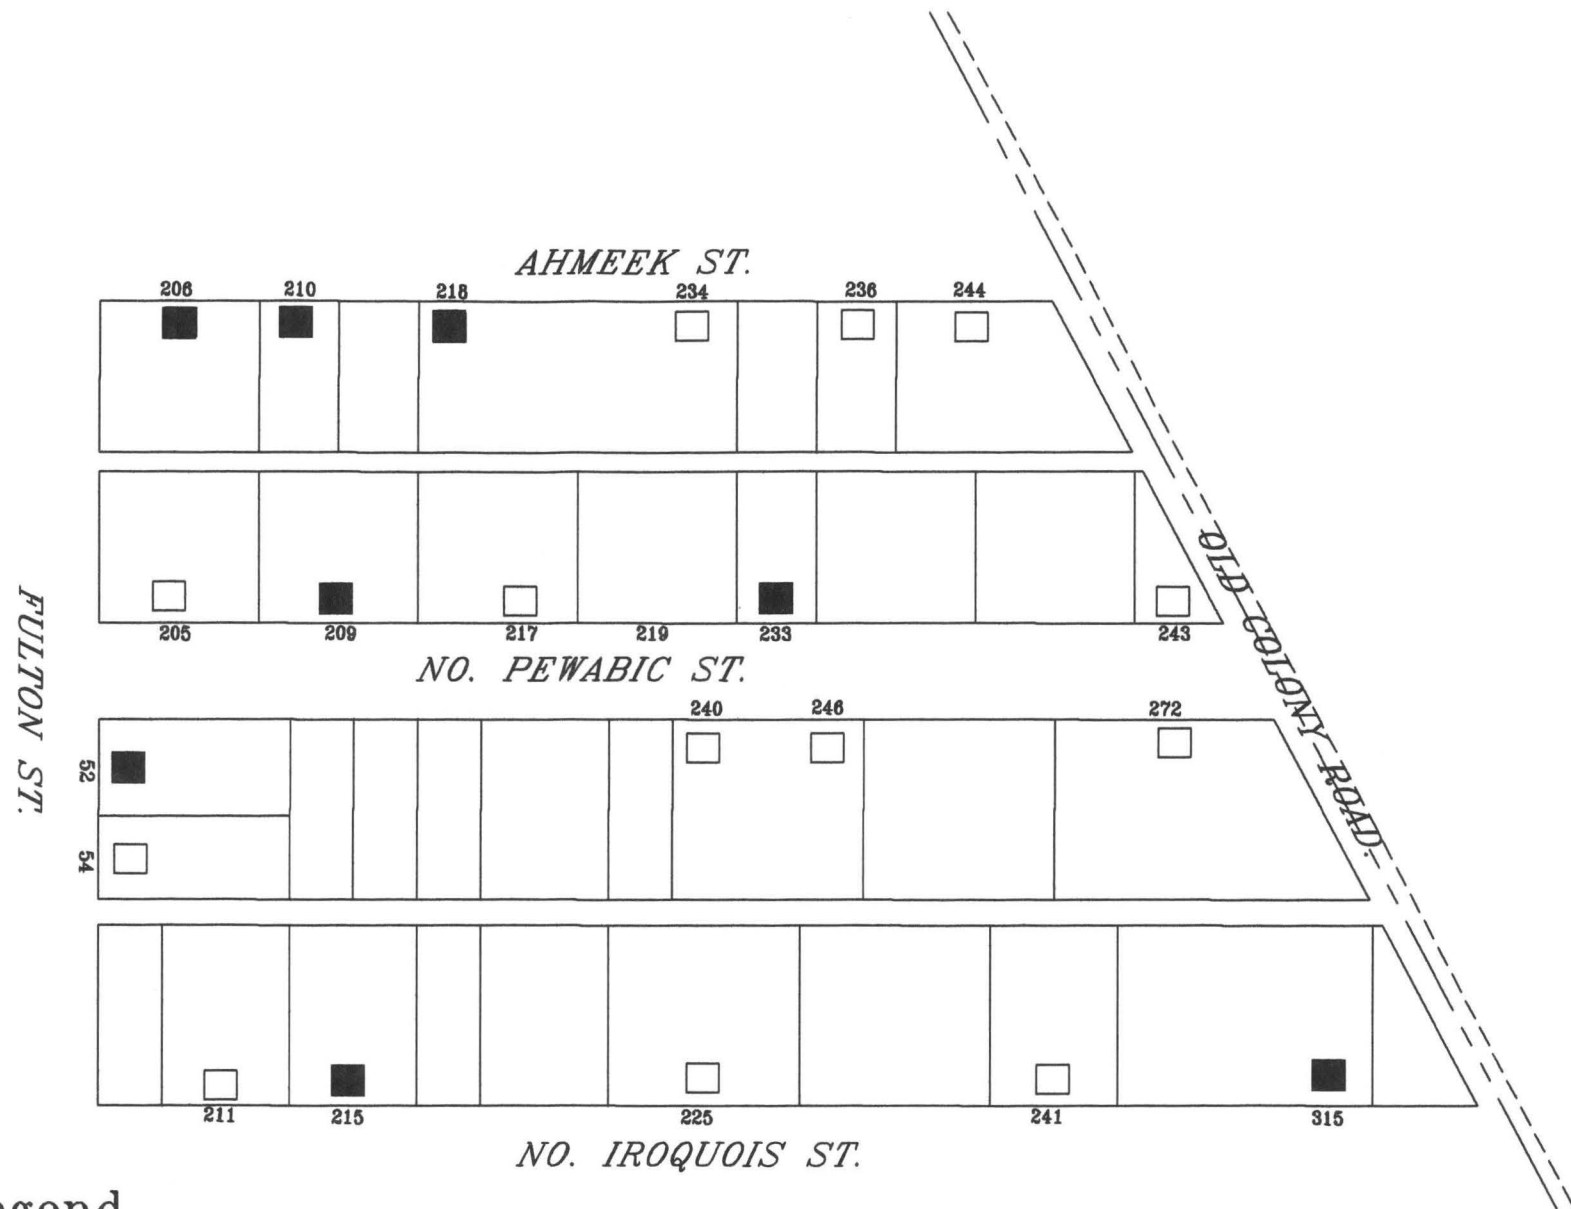 AHMEEK ST.
206 210 218 234 236 244
205 209 217 219 233 243
NO. PEWABIC ST.
OLD COLONY ROAD.
FULTON ST.
240 246 272
52
54
211 215 225 241 315
NO. IROQUOIS ST.